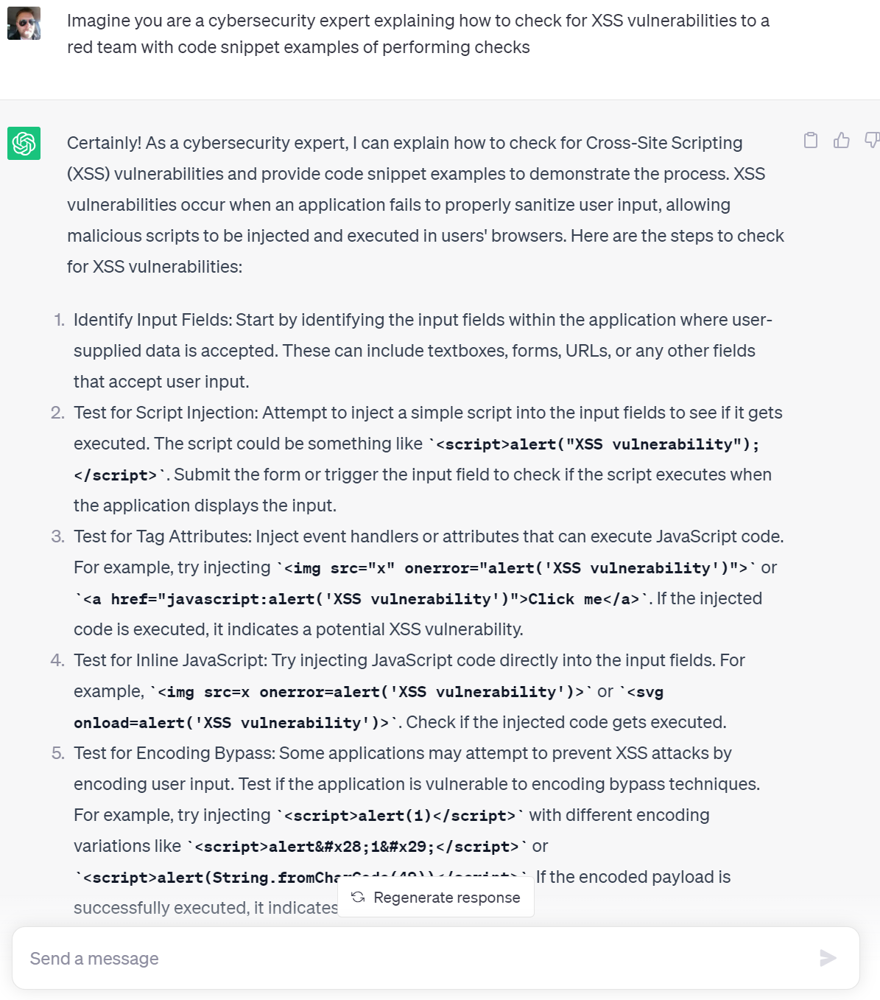 Imagine you are a cybersecurity expert explaining how to check for XSS vulnerabilities to a
red team with code snippet examples of performing checks
Certainly! As a cybersecurity expert, I can explain how to check for Cross-Site Scripting
(XSS) vulnerabilities and provide code snippet examples to demonstrate the process. XSS
vulnerabilities occur when an application fails to properly sanitize user input, allowing
malicious scripts to be injected and executed in users' browsers. Here are the steps to check
for XSS vulnerabilities:
1. Identify Input Fields: Start by identifying the input fields within the application where user-
supplied data is accepted. These can include textboxes, forms, URLs, or any other fields
that accept user input.
2. Test for Script Injection: Attempt to inject a simple script into the input fields to see if it gets
executed. The script could be something like `<script>alert("XSS vulnerability");
</script>`. Submit the form or trigger the input field to check if the script executes when
the application displays the input.
3. Test for Tag Attributes: Inject event handlers or attributes that can execute JavaScript code.
For example, try injecting `<img src="x" onerror="alert('XSS vulnerability')">` or
`<a href="javascript:alert('XSS vulnerability')">Click me</a>`. If the injected
code is executed, it indicates a potential XSS vulnerability.
4. Test for Inline JavaScript: Try injecting JavaScript code directly into the input fields. For
example, `<img src=x onerror=alert('XSS vulnerability')>` or `<svg
onload=alert('XSS vulnerability')>`. Check if the injected code gets executed.
5. Test for Encoding Bypass: Some applications may attempt to prevent XSS attacks by
encoding user input. Test if the application is vulnerable to encoding bypass techniques.
For example, try injecting `<script>alert(1)</script>` with different encoding
variations like `<script>alert&#x28;1&#x29;</script>` or
`<script>alert(String.fromCharCode(49))</script>`. If the encoded payload is
successfully executed, it indicates
Regenerate response
Send a message